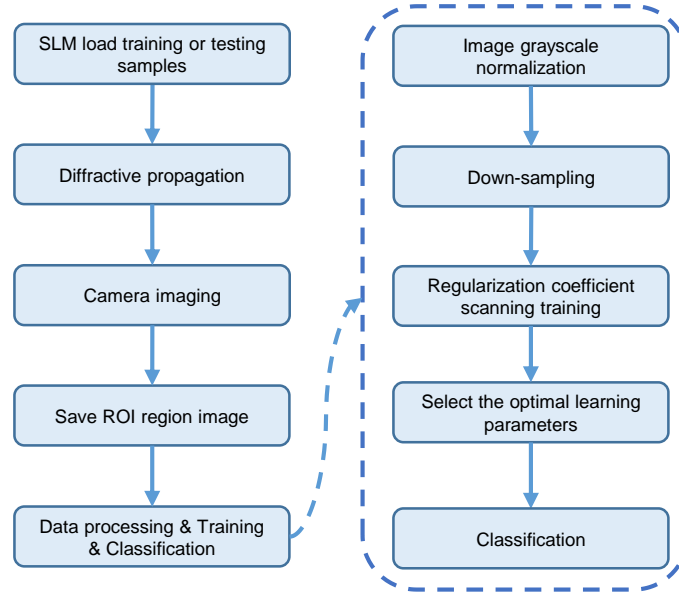 SLM load training or testing
samples
Diffractive propagation
Camera imaging
Save ROI region image
Data processing & Training
& Classification
Image grayscale
normalization
Down-sampling
Regularization coefficient
scanning training
Select the optimal learning
parameters
Classification